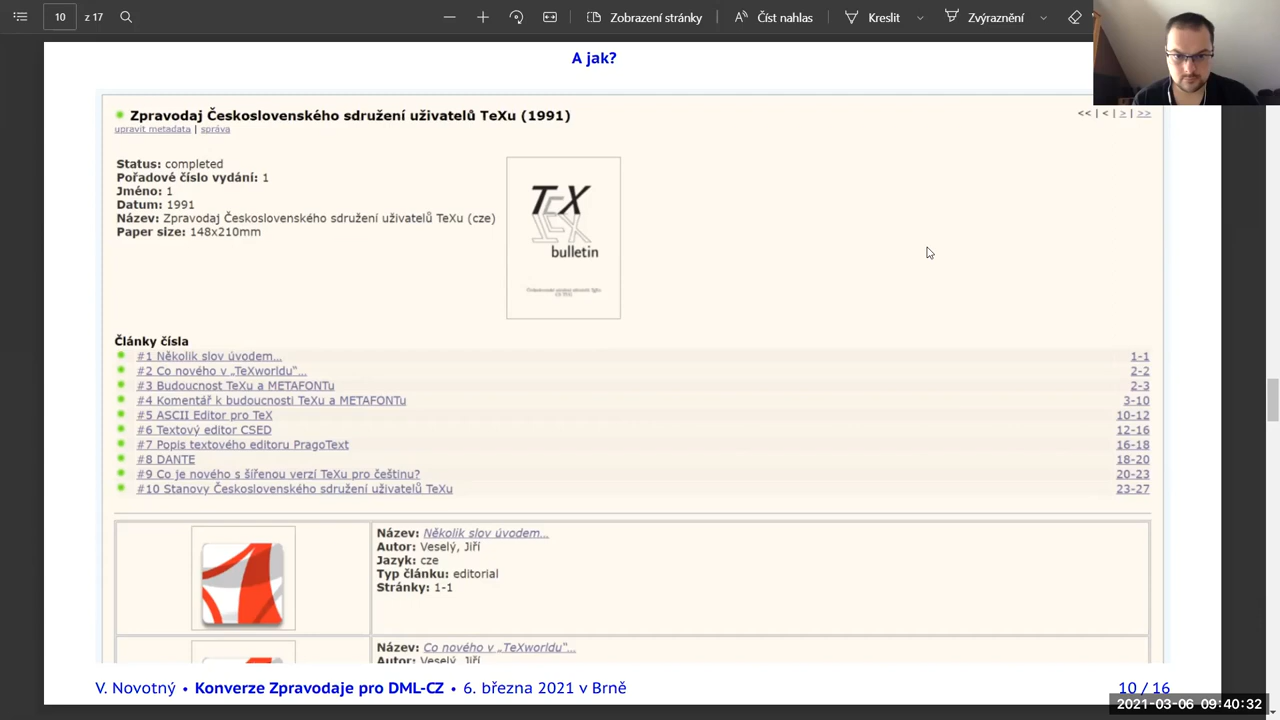 10 z 17
Zobrazení stránky
Číst nahlas
Kreslit
Zvýraznění
A jak?
Zpravodaj Československého sdružení uživatelů TeXu (1991)
<< | < | > | >>
upravit metadata | správa
Status: completed
Pořadové číslo vydání: 1
Jméno: 1
Datum: 1991
Název: Zpravodaj Československého sdružení uživatelů TeXu (cze)
Paper size: 148x210mm
TEX
bulletin
Články čísla
#1 Několik slov úvodem... 1-1
#2 Co nového v „TeXworldu“... 2-2
#3 Budoucnost TeXu a METAFONTu 2-3
#4 Komentář k budoucnosti TeXu a METAFONTu 3-10
#5 ASCII Editor pro TeX 10-12
#6 Textový editor CSED 12-16
#7 Popis textového editoru PragoText 16-18
#8 DANTE 18-20
#9 Co je nového s šířenou verzí TeXu pro češtinu? 20-23
#10 Stanovy Československého sdružení uživatelů TeXu 23-27
Název: Několik slov úvodem...
Autor: Veselý, Jiří
Jazyk: cze
Typ článku: editorial
Stránky: 1-1
Název: Co nového v „TeXworldu“...
Autor: Veselý, Jiří
V. Novotný • Konverze Zpravodaje pro DML-CZ • 6. března 2021 v Brně
10 / 16
2021-03-06 09:40:32